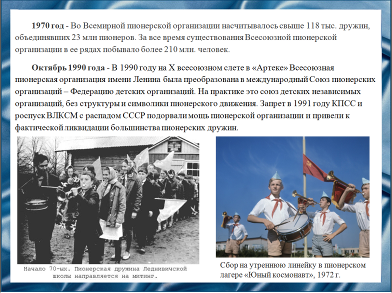 1970 год - Во Всемирной пионерской организации насчитывалось свыше 118 тыс. дружин,
объединявших 23 млн пионеров. За все время существования Всесоюзной пионерской
организации в ее рядах побывало более 210 млн. человек.
Октябрь 1990 года - В 1990 году на X всесоюзном слете в «Артеке» Всесоюзная
пионерская организация имени Ленина была преобразована в международный Союз пионерских
организаций – Федерацию детских организаций. На практике это союз детских независимых
организаций, без структуры и символики пионерского движения. Запрет в 1991 году КПСС и
роспуск ВЛКСМ с распадом СССР подорвали мощь пионерской организации и привели к
фактической ликвидации большинства пионерских дружин.
Начало 70-ых. Пионерская дружина
школы направляется на митинг.
Сбор на утреннюю линейку в пионерском
лагере «Юный космонавт», 1972 г.